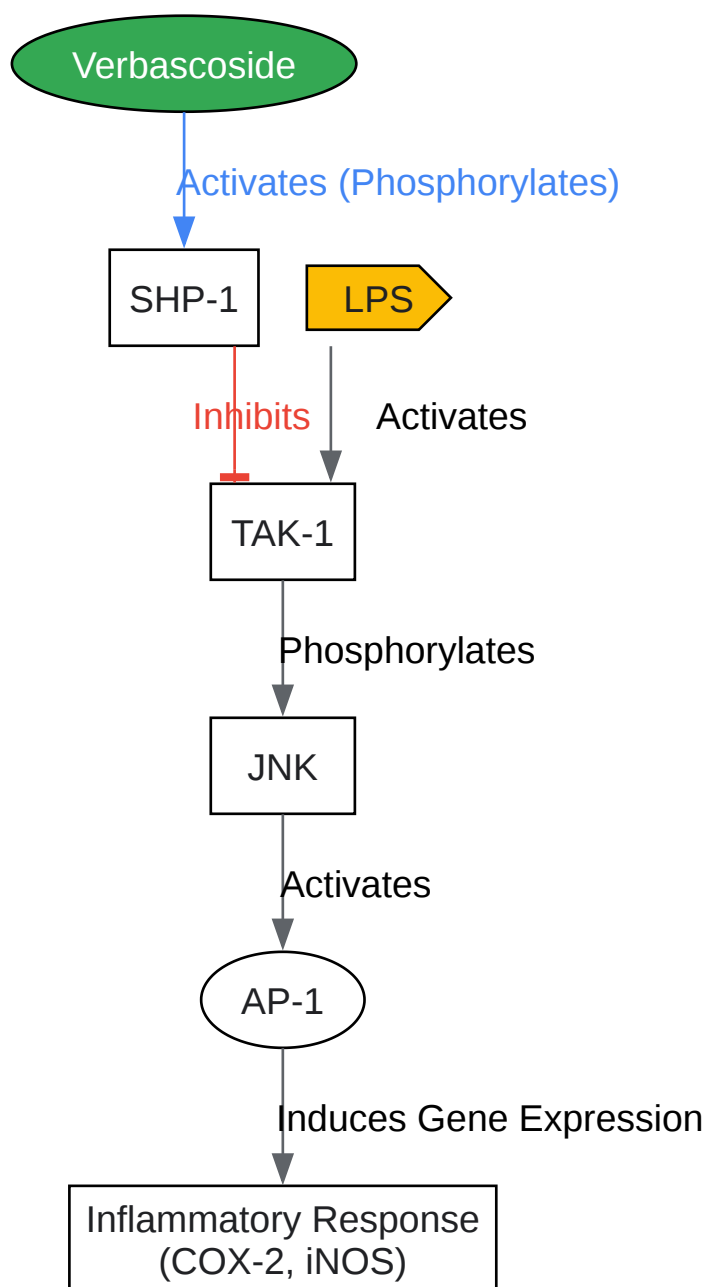 Verbascoside
Activates (Phosphorylates)
SHP-1
LPS
Inhibits
Activates
TAK-1
Phosphorylates
JNK
Activates
AP-1
Induces Gene Expression
Inflammatory Response
(COX-2, iNOS)